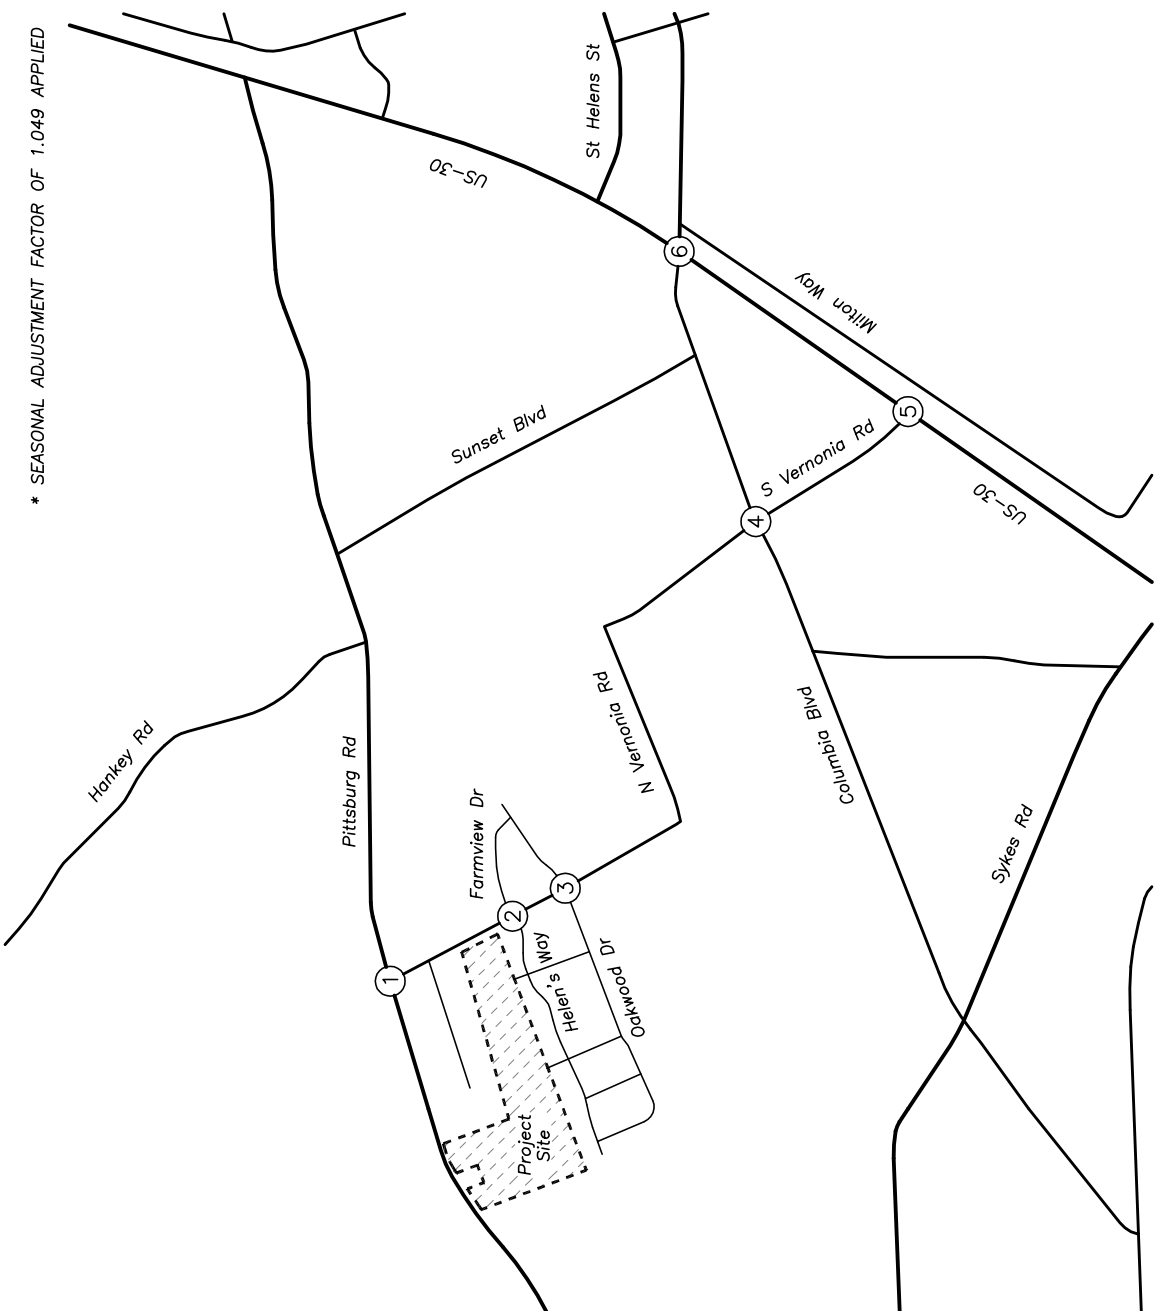 * SEASONAL ADJUSTMENT FACTOR OF 1.049 APPLIED
Hankey Rd
Pittsburg Rd
US-30
St Helens St
Sunset Blvd
Milton Way
S Vernonia Rd
US-30
N Vernonia Rd
Columbia Blvd
Sykes Rd
Farmview Dr
Helen's Way
Oakwood Dr
Project
Site
1
2
3
4
5
6